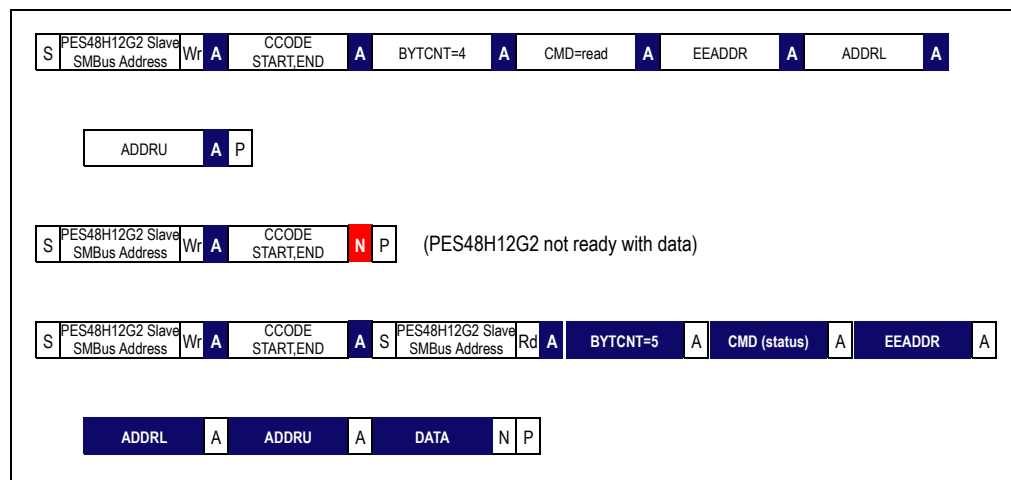 S PES48H12G2 Slave SMBus Address Wr A CCODE START,END A BYTCNT=4 A CMD=read A EEADDR A ADDRL A
ADDRU A P
S PES48H12G2 Slave SMBus Address Wr A CCODE START,END N P (PES48H12G2 not ready with data)
S PES48H12G2 Slave SMBus Address Wr A CCODE START,END A S PES48H12G2 Slave SMBus Address Rd A BYTCNT=5 A CMD (status) A EEADDR A
ADDRL A ADDRU A DATA N P